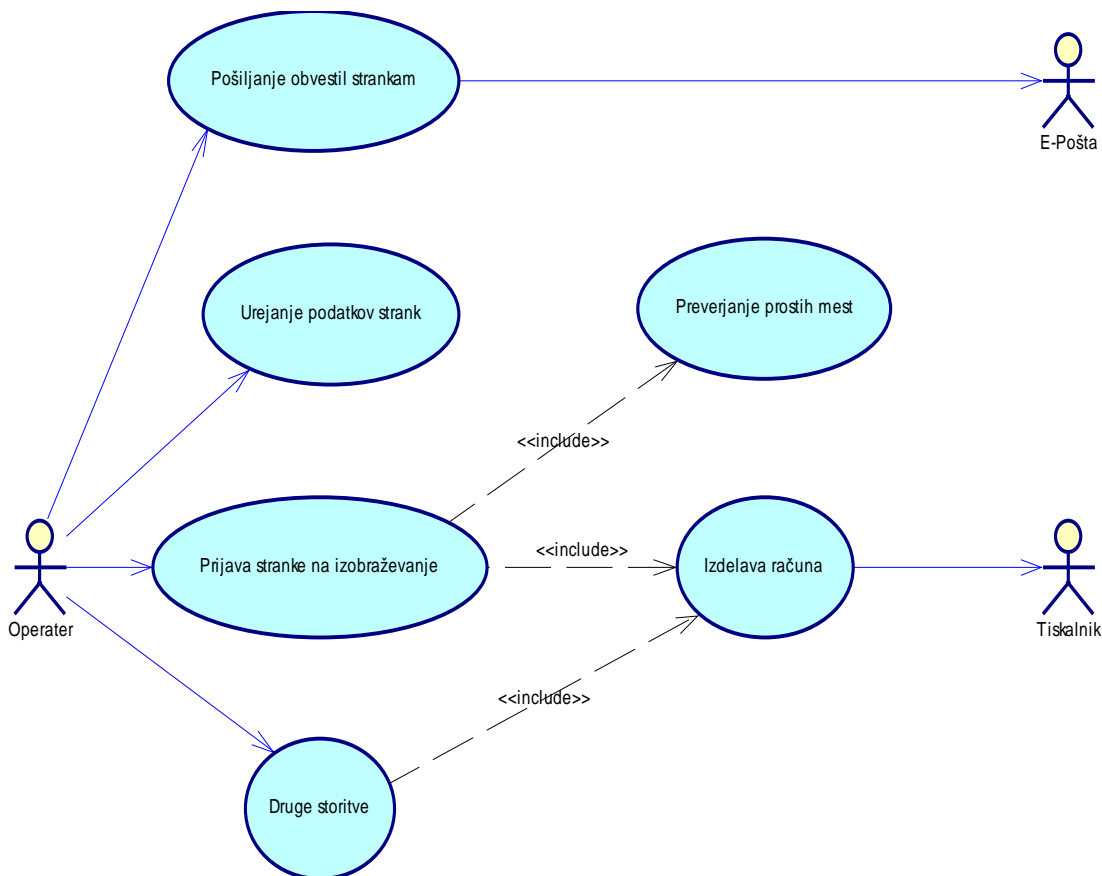 Pošiljanje obvestil strankam
E-Pošta
Urejanje podatkov strank
Preverjanje prostih mest
<<include>>
Prijava stranke na izobraževanje
<<include>>
Izdelava računa
Operater
Tiskalnik
<<include>>
Druge storitve